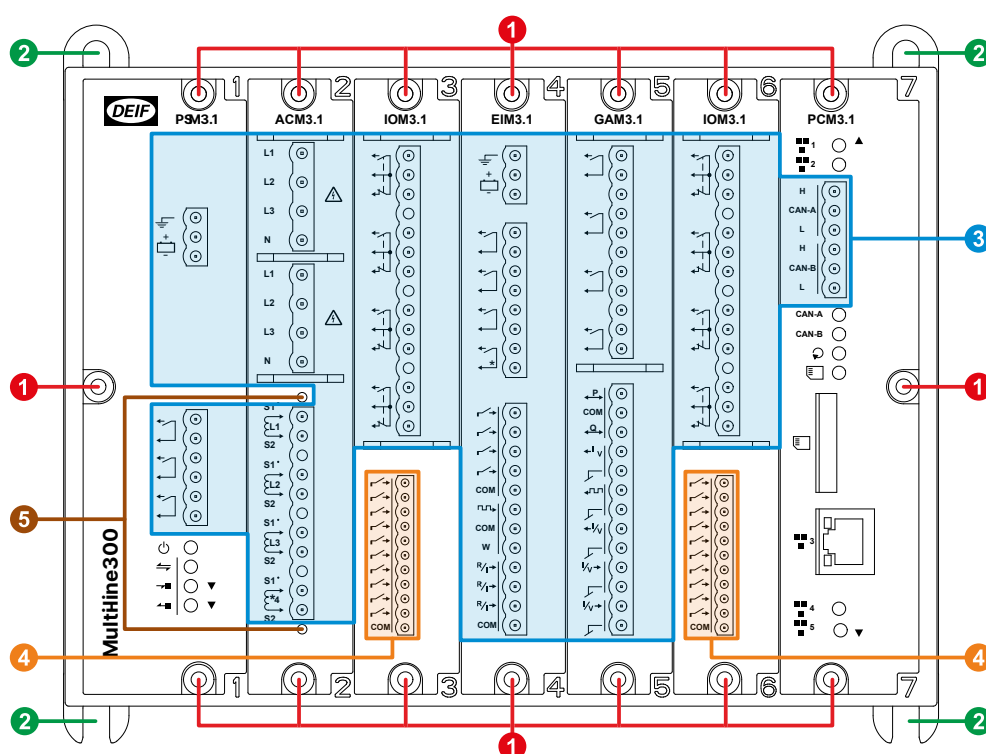 1
2
2
1 2 3 4 5 6 7
DEIF
PSM3.1 ACM3.1 IOM3.1 EIM3.1 GAM3.1 IOM3.1 PCM3.1
L1
L2
L3
N
L1
L2
L3
N
S1•
L1
S2
S1•
L2
S2
S1•
L3
S2
S1•
*4
S2
+
-
+
-
*
COM
COM
W
R/I
R/I
R/I
COM
P
COM
Q
I V
I/V
I/V
I/V
COM
COM
1
2
H
CAN-A
L
H
CAN-B
L
CAN-A
CAN-B
3
4
5
3
1
1
5
4
4
MultiHine300
1 2 3 4 5 6 7
2
2
1